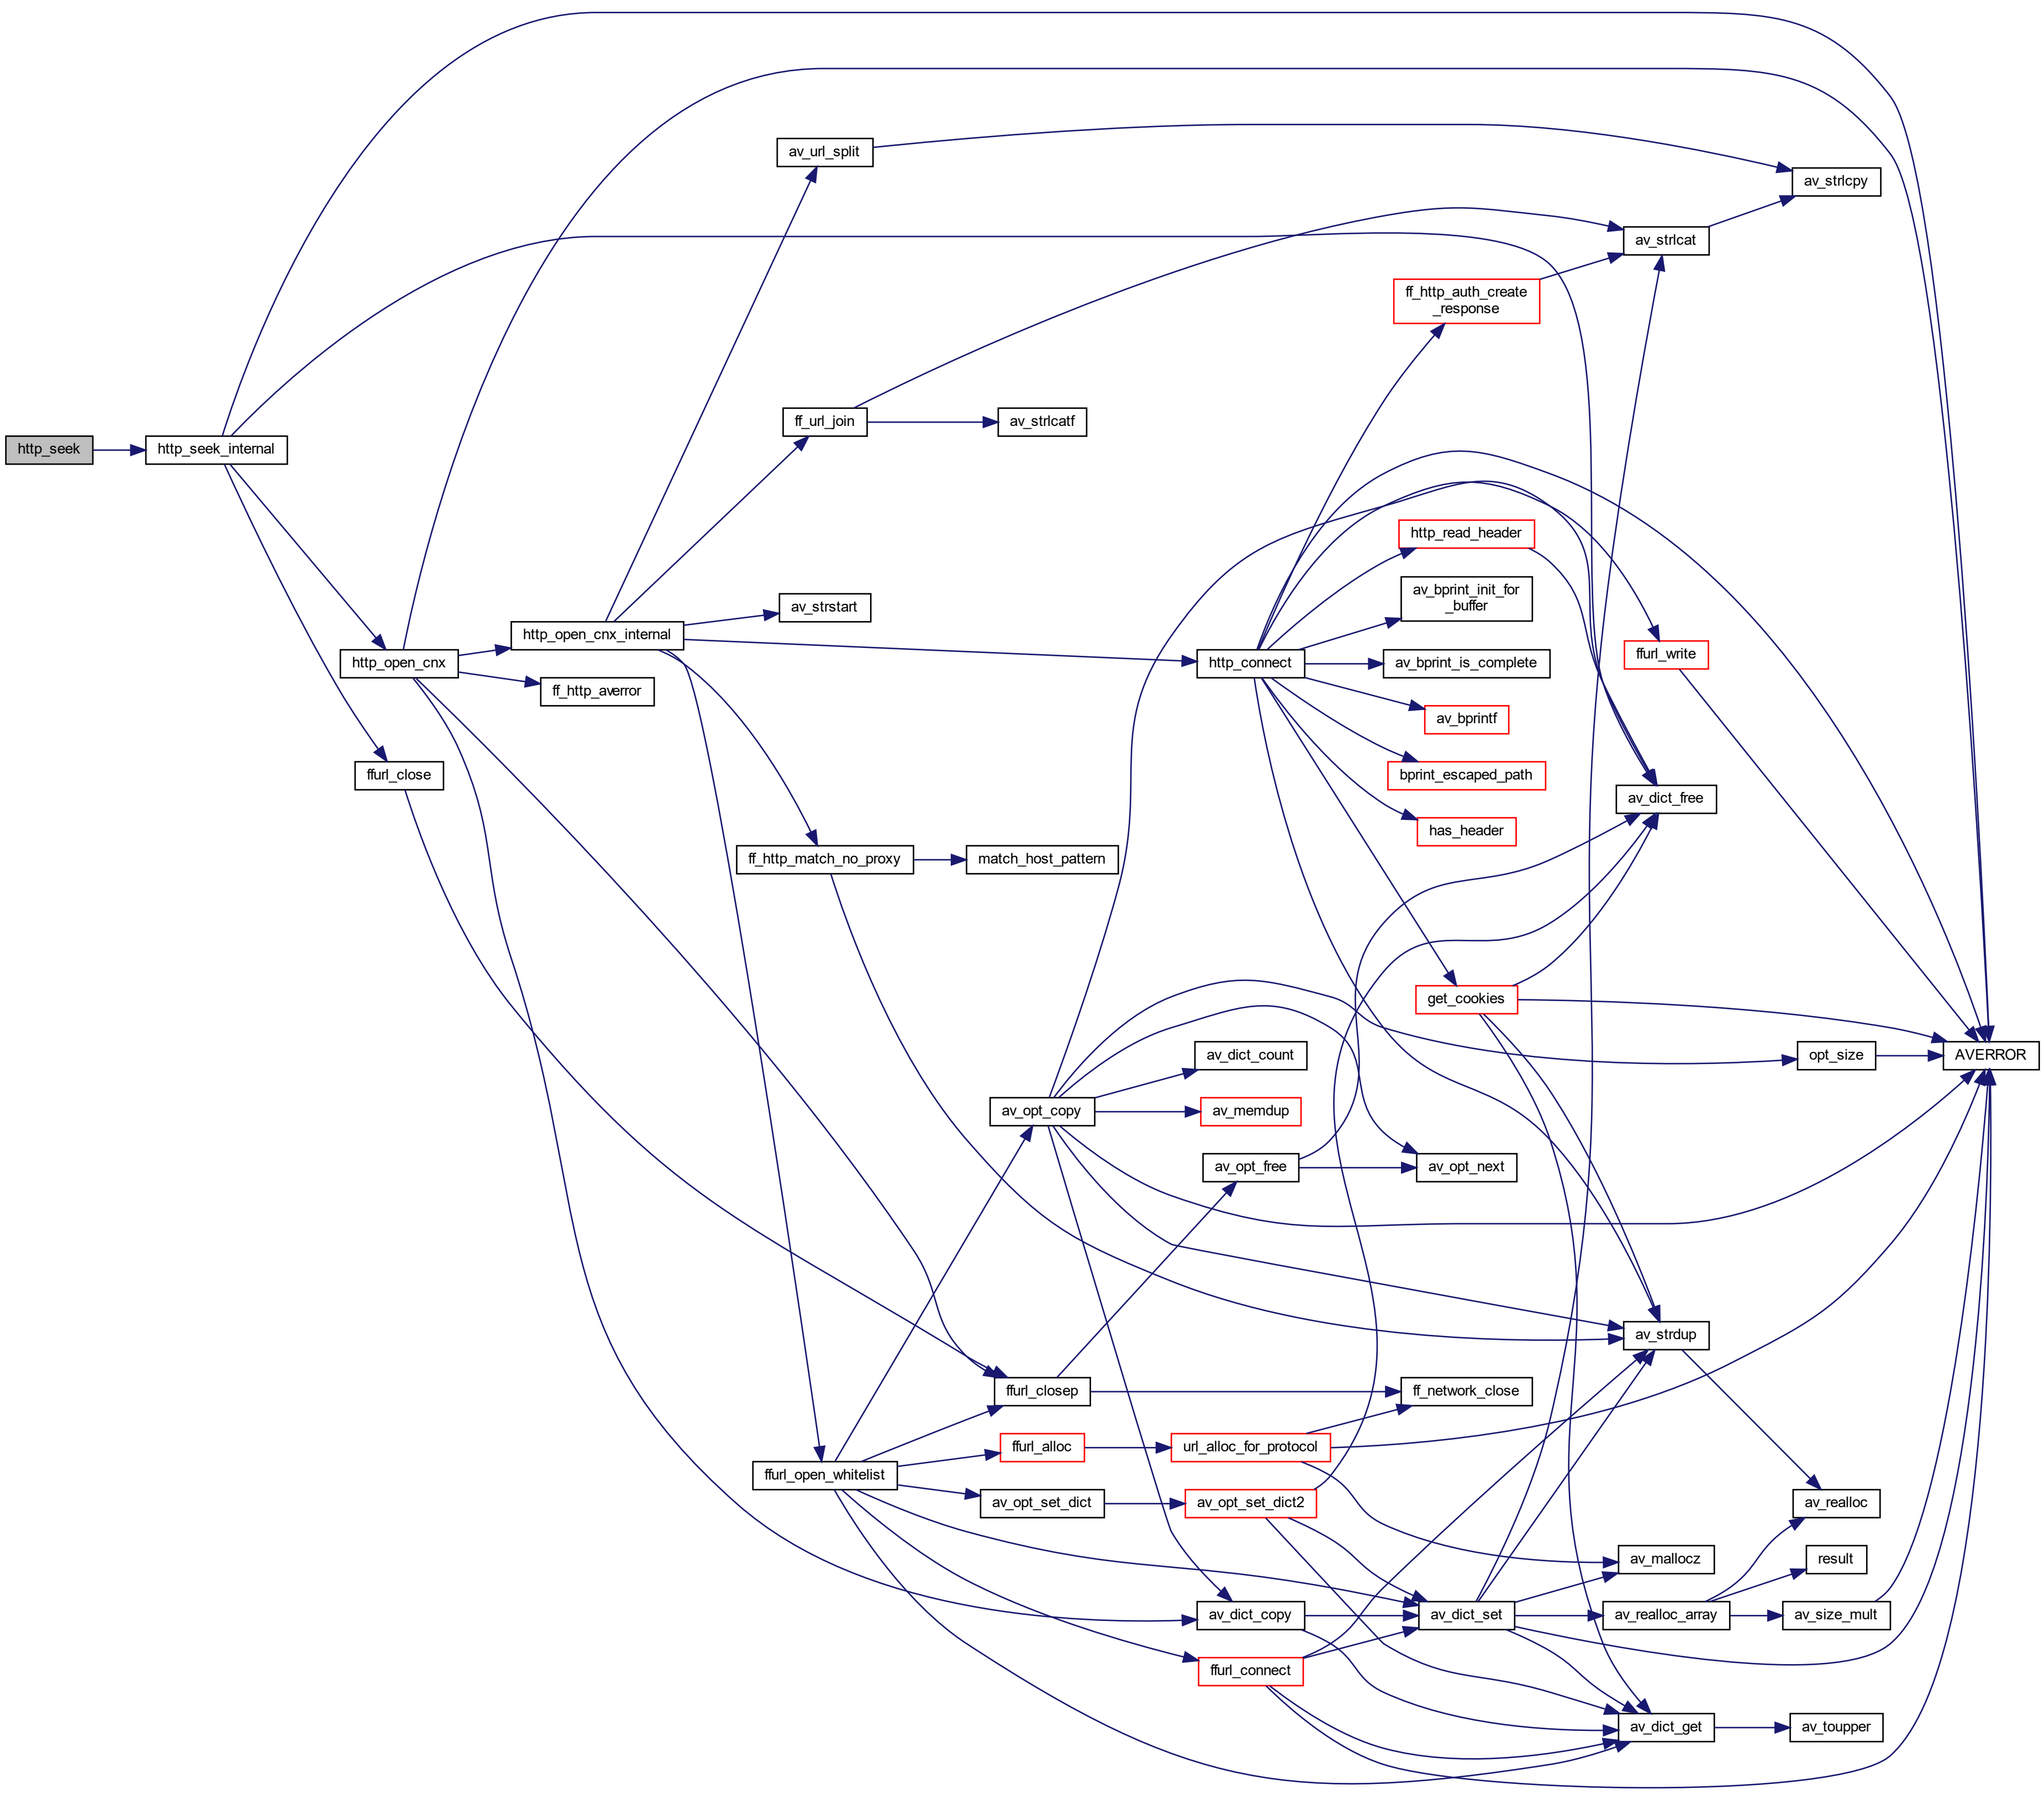 http_seek
http_seek_internal
http_open_cnx
ffurl_close
http_open_cnx_internal
ff_http_averror
av_url_split
ff_url_join
av_strstart
ff_http_match_no_proxy
ffurl_open_whitelist
av_strlcatf
match_host_pattern
av_opt_copy
ffurl_closep
ffurl_alloc
av_opt_set_dict
http_connect
av_dict_count
av_memdup
av_opt_free
url_alloc_for_protocol
av_opt_set_dict2
av_dict_copy
ffurl_connect
ff_http_auth_create
_response
http_read_header
av_bprint_init_for
_buffer
av_bprint_is_complete
av_bprintf
bprint_escaped_path
has_header
get_cookies
av_opt_next
ff_network_close
av_dict_set
av_strlcat
ffurl_write
av_dict_free
av_strdup
av_mallocz
av_realloc_array
av_dict_get
av_strlcpy
opt_size
av_realloc
result
av_size_mult
av_toupper
AVERROR